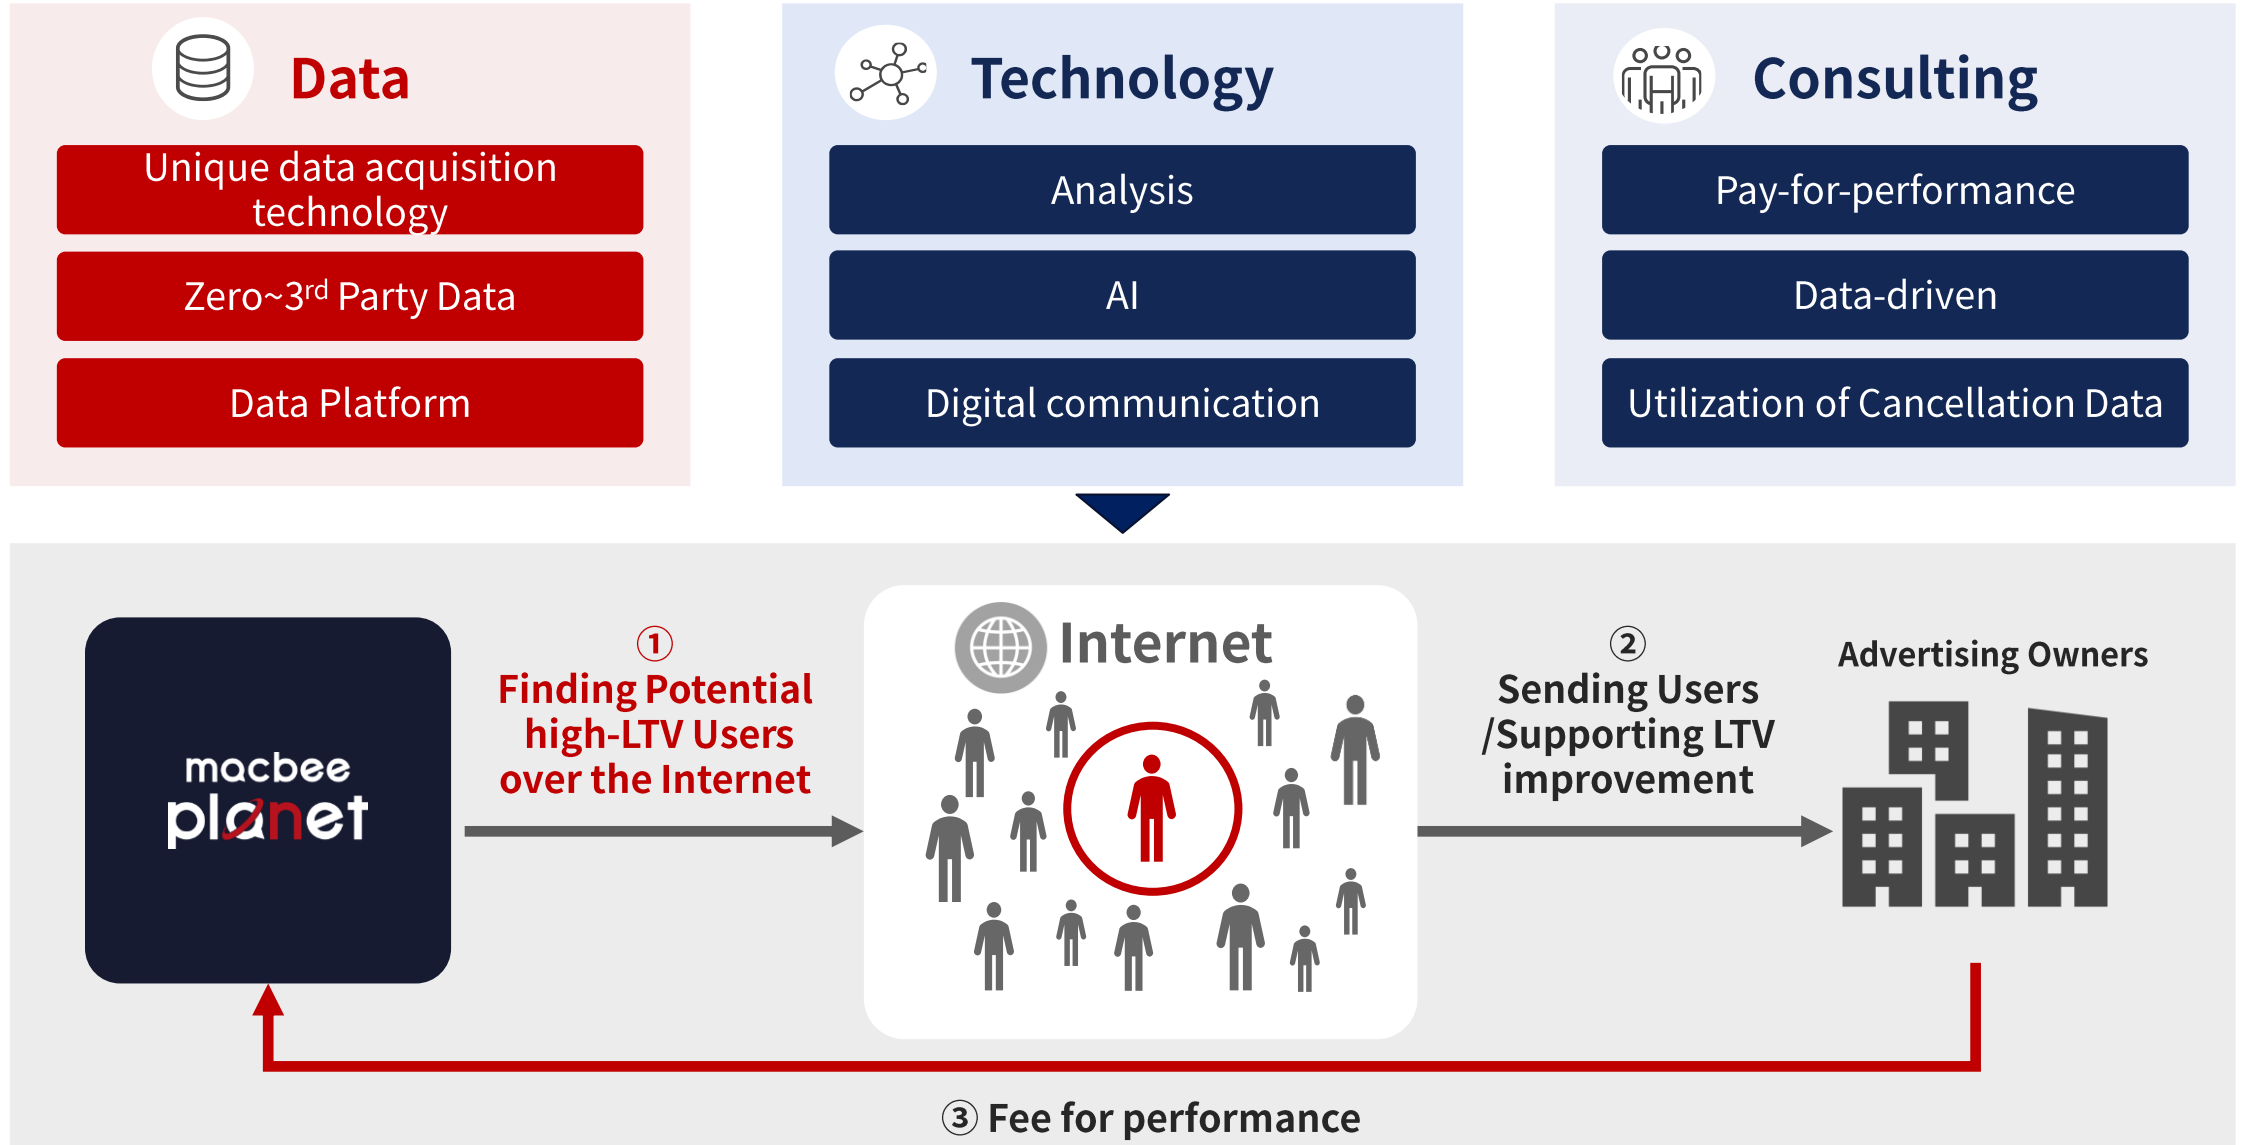 Data
Unique data acquisition
technology
Zero~3rd Party Data
Data Platform
Technology
Analysis
AI
Digital communication
Consulting
Pay-for-performance
Data-driven
Utilization of Cancellation Data
macbee
planet
①
Finding Potential
high-LTV Users
over the Internet
Internet
②
Sending Users
/Supporting LTV
improvement
Advertising Owners
③ Fee for performance